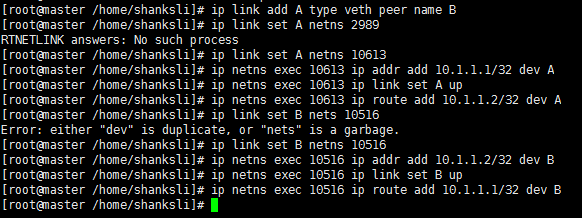 [root@master /home/shanksli]# ip link add A type veth peer name B
[root@master /home/shanksli]# ip link set A netns 2989
RTNETLINK answers: No such process
[root@master /home/shanksli]# ip link set A netns 10613
[root@master /home/shanksli]# ip netns exec 10613 ip addr add 10.1.1.1/32 dev A
[root@master /home/shanksli]# ip netns exec 10613 ip link set A up
[root@master /home/shanksli]# ip netns exec 10613 ip route add 10.1.1.2/32 dev A
[root@master /home/shanksli]# ip link set B nets 10516
Error: either "dev" is duplicate, or "nets" is a garbage.
[root@master /home/shanksli]# ip link set B netns 10516
[root@master /home/shanksli]# ip netns exec 10516 ip addr add 10.1.1.2/32 dev B
[root@master /home/shanksli]# ip netns exec 10516 ip link set B up
[root@master /home/shanksli]# ip netns exec 10516 ip route add 10.1.1.1/32 dev B
[root@master /home/shanksli]#